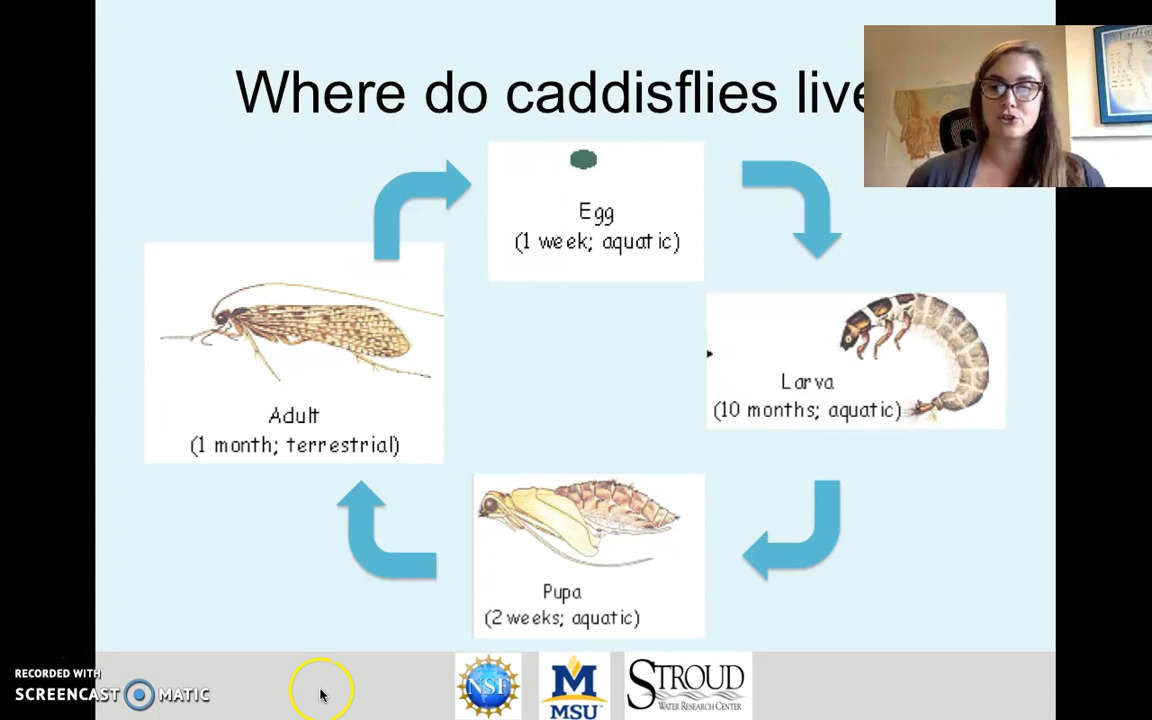 Where do caddisflies live
Egg
(1 week; aquatic)
Larva
(10 months; aquatic)
Pupa
(2 weeks; aquatic)
Adult
(1 month; terrestrial)
RECORDED WITH
SCREENCAST MATIC
NSF
M
MSU
STROUD
WATER RESEARCH CENTER